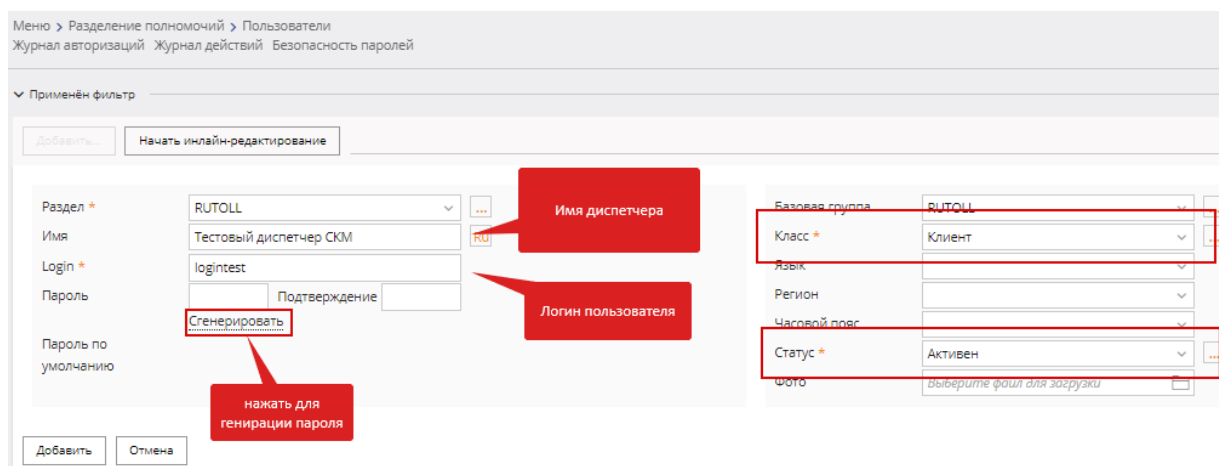 Меню > Разделение полномочий > Пользователи
Журнал авторизаций Журнал действий Безопасность паролей
Применён фильтр
Добавить... Начать инлайн-редактирование
Раздел * RUTOLL ...
Имя Тестовый диспетчер СКМ Ru
Login * logintest
Пароль Подтверждение
Сгенерировать
Пароль по
умолчанию
Имя диспетчера
Логин пользователя
нажать для
генирации пароля
Базовая группа RUTOLL ...
Класс * Клиент ...
Язык
Регион
Часовой пояс
Статус * Активен ...
Фото Выберите файл для загрузки
Добавить Отмена